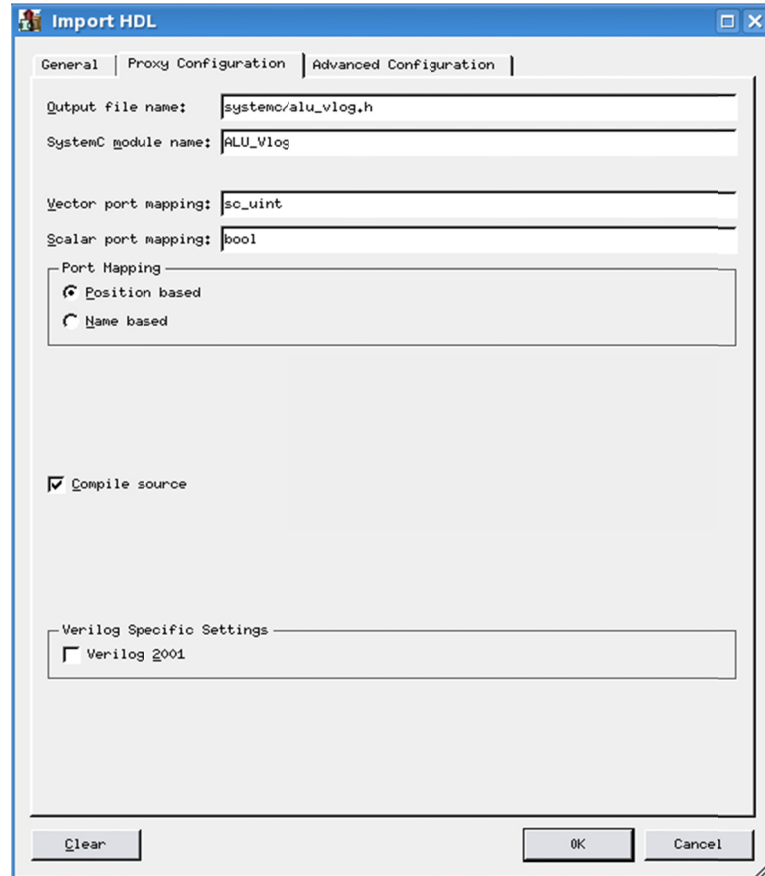 Import HDL
General Proxy Configuration Advanced Configuration
Output file name: systemc/alu_vlog.h
SystemC module name: ALU_Vlog
Vector port mapping: sc_uint
Scalar port mapping: bool
Port Mapping
Position based
Name based
Compile source
Verilog Specific Settings
Verilog 2001
Clear OK Cancel